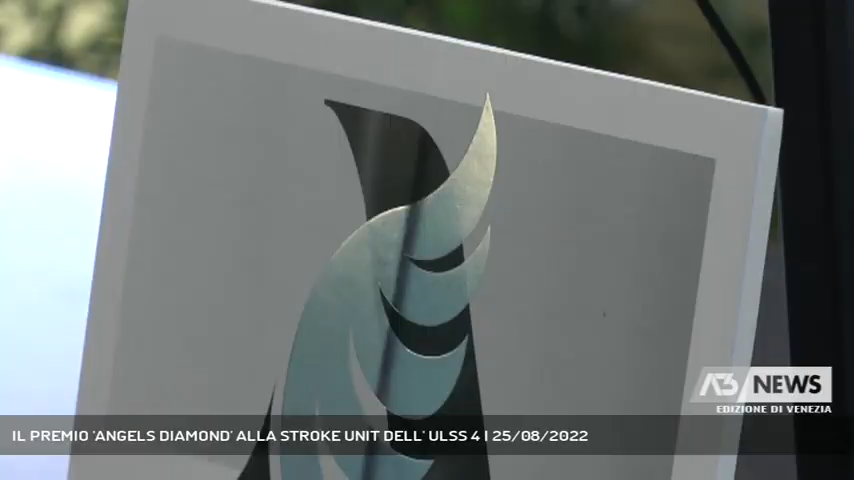 A3 NEWS
EDIZIONE DI VENEZIA
IL PREMIO 'ANGELS DIAMOND' ALLA STROKE UNIT DELL' ULSS 4 | 25/08/2022